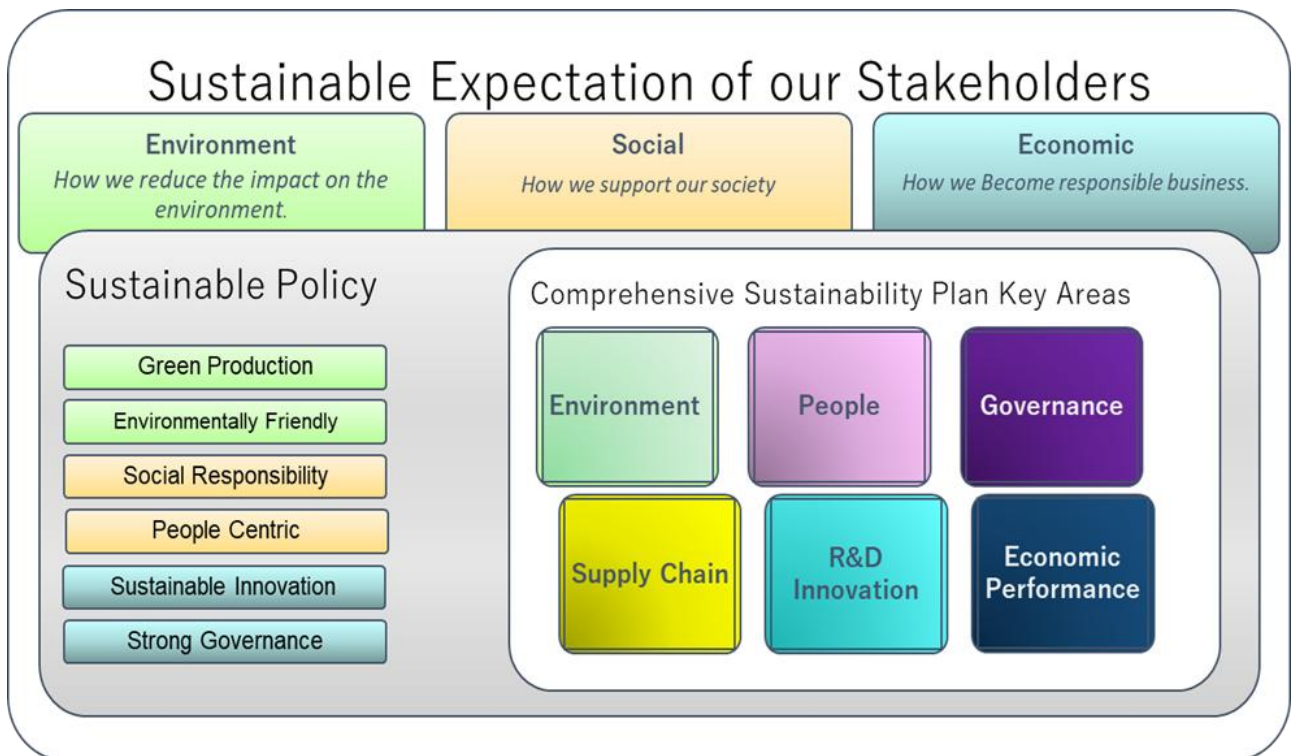 Sustainable Expectation of our Stakeholders
Environment
How we reduce the impact on the
environment.
Social
How we support our society
Economic
How we Become responsible business.
Sustainable Policy
Green Production
Environmentally Friendly
Social Responsibility
People Centric
Sustainable Innovation
Strong Governance
Comprehensive Sustainability Plan Key Areas
Environment
People
Governance
Supply Chain
R&D
Innovation
Economic
Performance